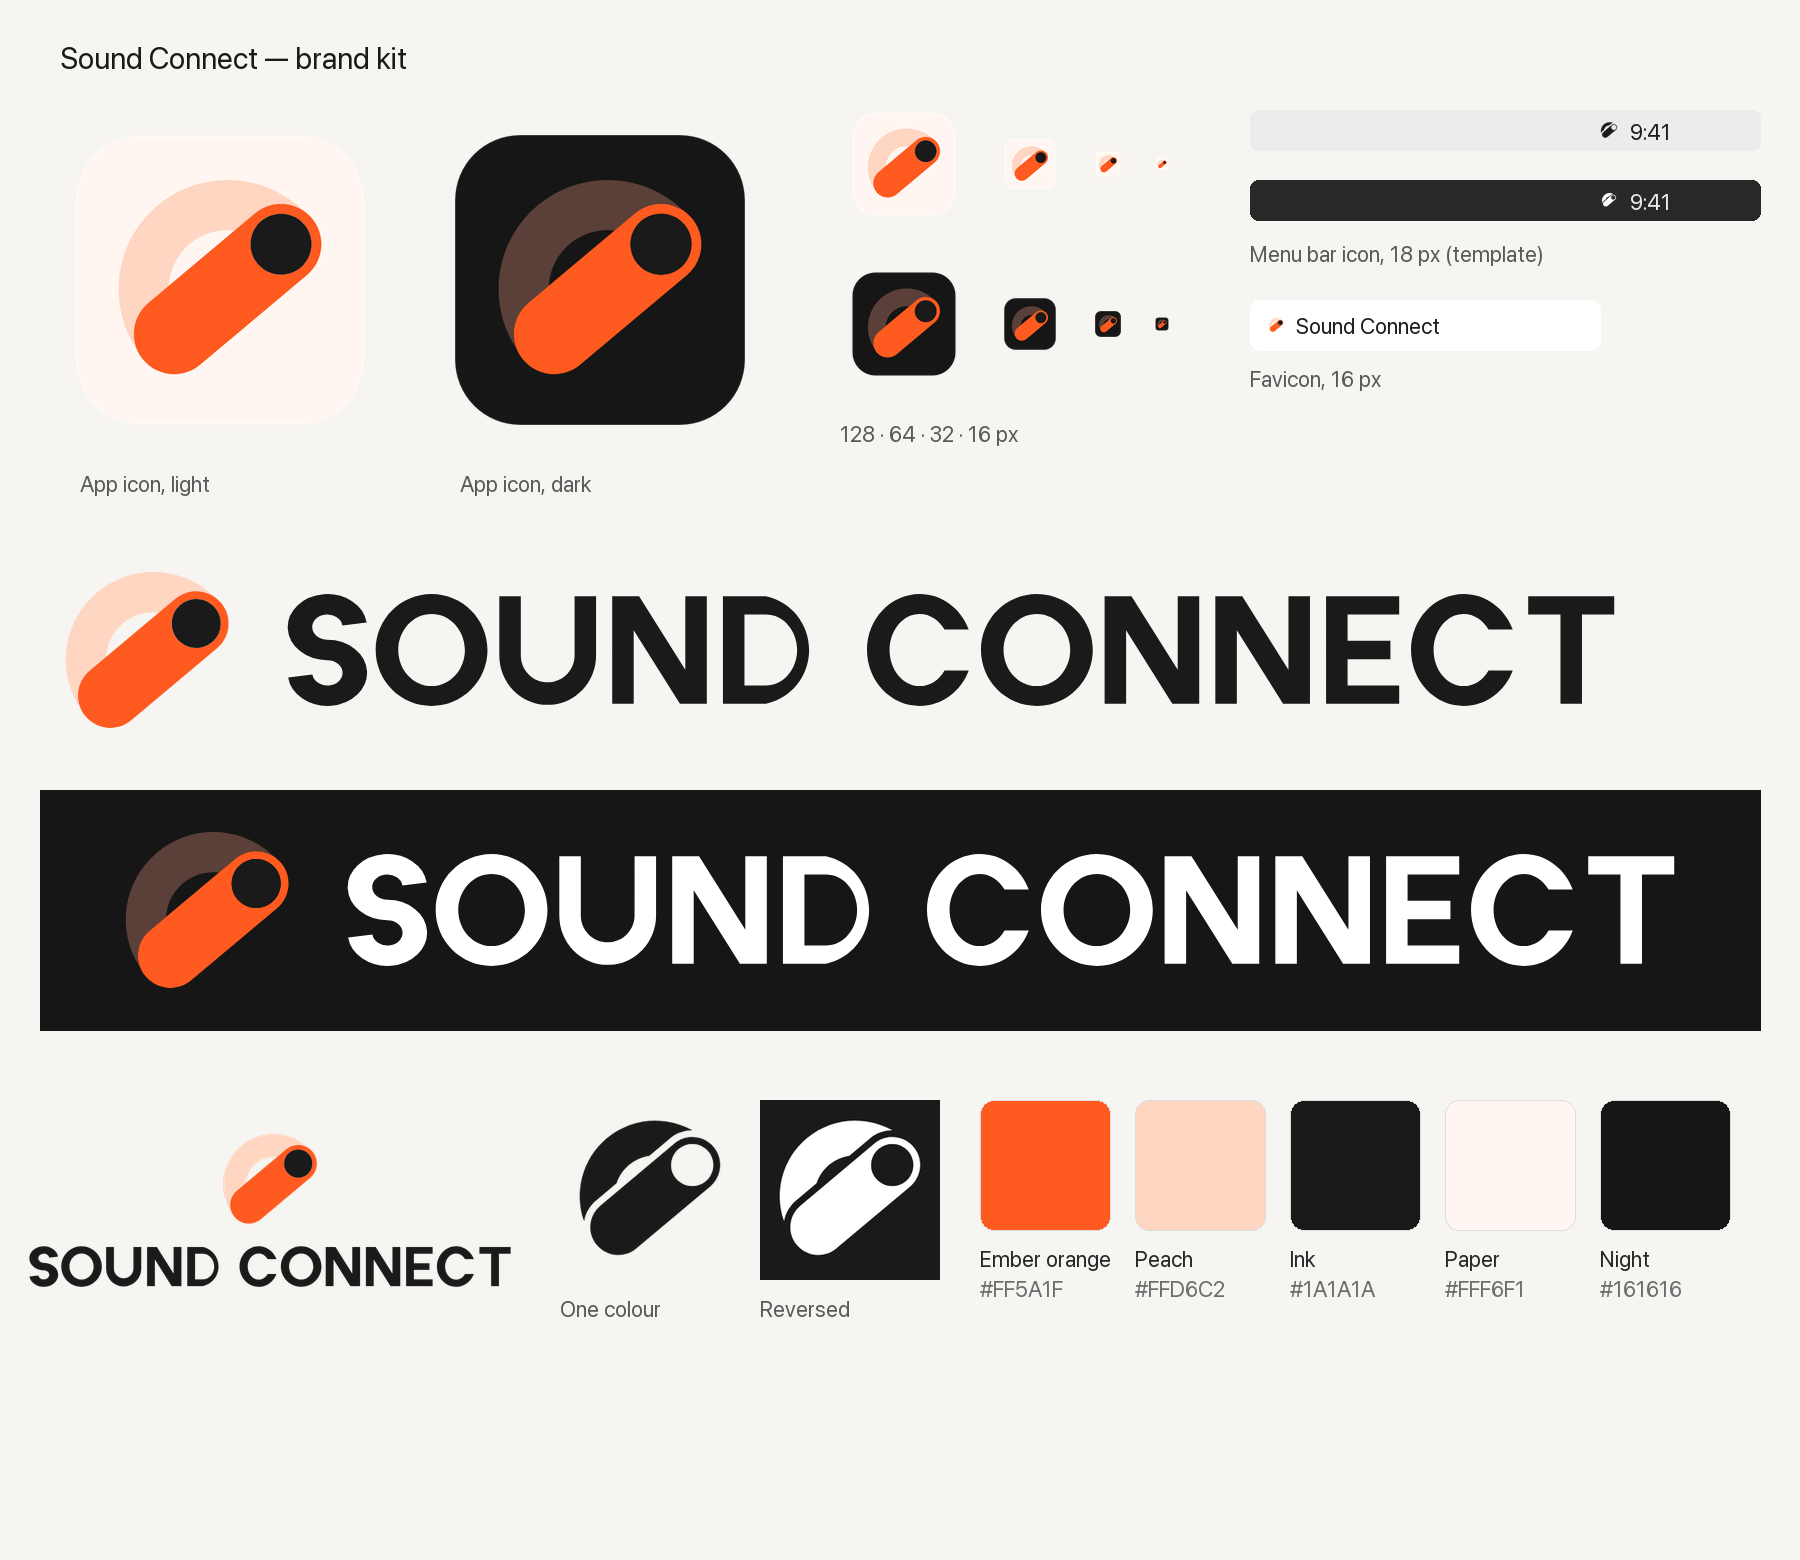 Sound Connect — brand kit
9:41
9:41
Menu bar icon, 18 px (template)
Sound Connect
Favicon, 16 px
128 · 64 · 32 · 16 px
App icon, light
App icon, dark
SOUND CONNECT
SOUND CONNECT
SOUND CONNECT
One colour
Reversed
Ember orange
#FF5A1F
Peach
#FFD6C2
Ink
#1A1A1A
Paper
#FFF6F1
Night
#161616